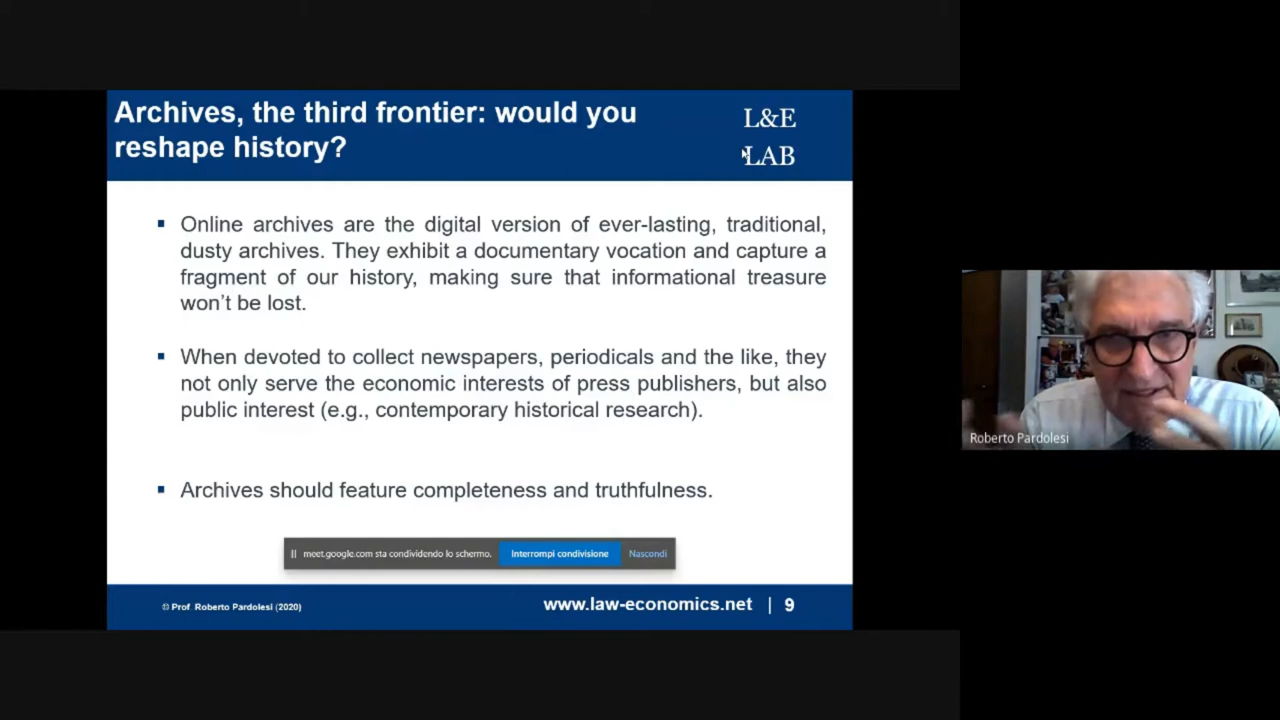 Archives, the third frontier: would you
reshape history?
L&E
LAB
▪ Online archives are the digital version of ever-lasting, traditional,
dusty archives. They exhibit a documentary vocation and capture a
fragment of our history, making sure that informational treasure
won't be lost.
▪ When devoted to collect newspapers, periodicals and the like, they
not only serve the economic interests of press publishers, but also
public interest (e.g., contemporary historical research).
▪ Archives should feature completeness and truthfulness.
meet.google.com sta condividendo lo schermo. Interrompi condivisione Nascondi
© Prof. Roberto Pardolesi (2020)
www.law-economics.net | 9
Roberto Pardolesi